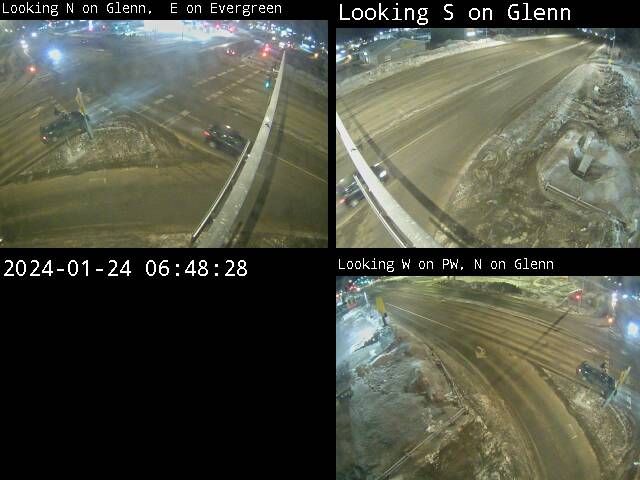 Looking N on Glenn,  E on Evergreen
Looking S on Glenn
2024-01-24 06:48:28
Looking W on PW, N on Glenn